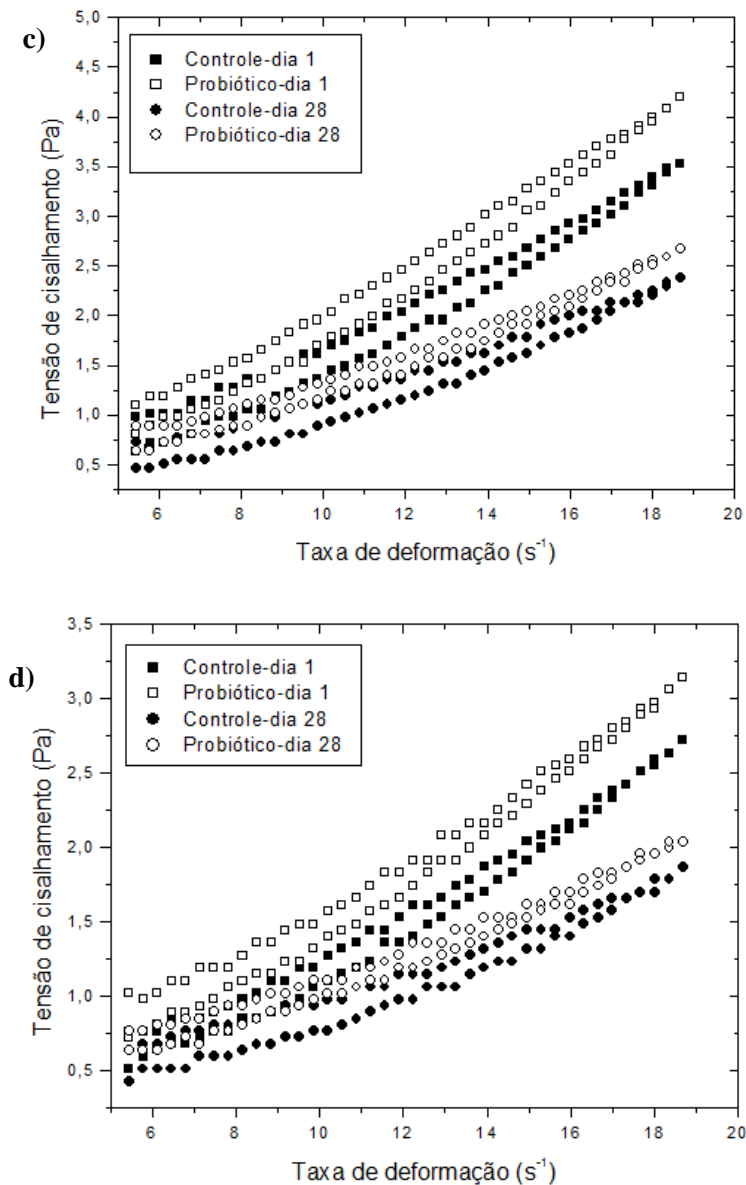 c)
5,0
4,5
4,0
3,5
3,0
2,5
2,0
1,5
1,0
0,5
Tensão de cisalhamento (Pa)
Controle-dia 1
Probiótico-dia 1
Controle-dia 28
Probiótico-dia 28
6 8 10 12 14 16 18 20
Taxa de deformação (s⁻¹)
d)
3,5
3,0
2,5
2,0
1,5
1,0
0,5
Tensão de cisalhamento (Pa)
Controle-dia 1
Probiótico-dia 1
Controle-dia 28
Probiótico-dia 28
6 8 10 12 14 16 18 20
Taxa de deformação (s⁻¹)